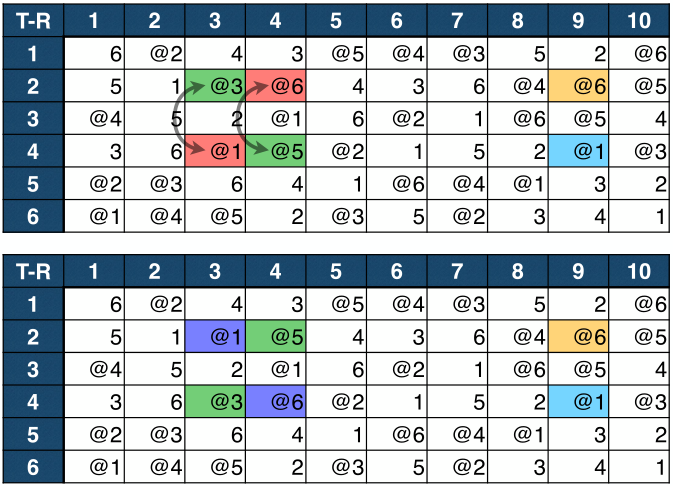 T-R 1 2 3 4 5 6 7 8 9 10
1 6 @2 4 3 @5 @4 @3 5 2 @6
2 5 1 @3 @6 4 3 6 @4 @6 @5
3 @4 5 2 @1 6 @2 1 @6 @5 4
4 3 6 @1 @5 @2 1 5 2 @1 @3
5 @2 @3 6 4 1 @6 @4 @1 3 2
6 @1 @4 @5 2 @3 5 @2 3 4 1
T-R 1 2 3 4 5 6 7 8 9 10
1 6 @2 4 3 @5 @4 @3 5 2 @6
2 5 1 @1 @5 4 3 6 @4 @6 @5
3 @4 5 2 @1 6 @2 1 @6 @5 4
4 3 6 @3 @6 @2 1 5 2 @1 @3
5 @2 @3 6 4 1 @6 @4 @1 3 2
6 @1 @4 @5 2 @3 5 @2 3 4 1